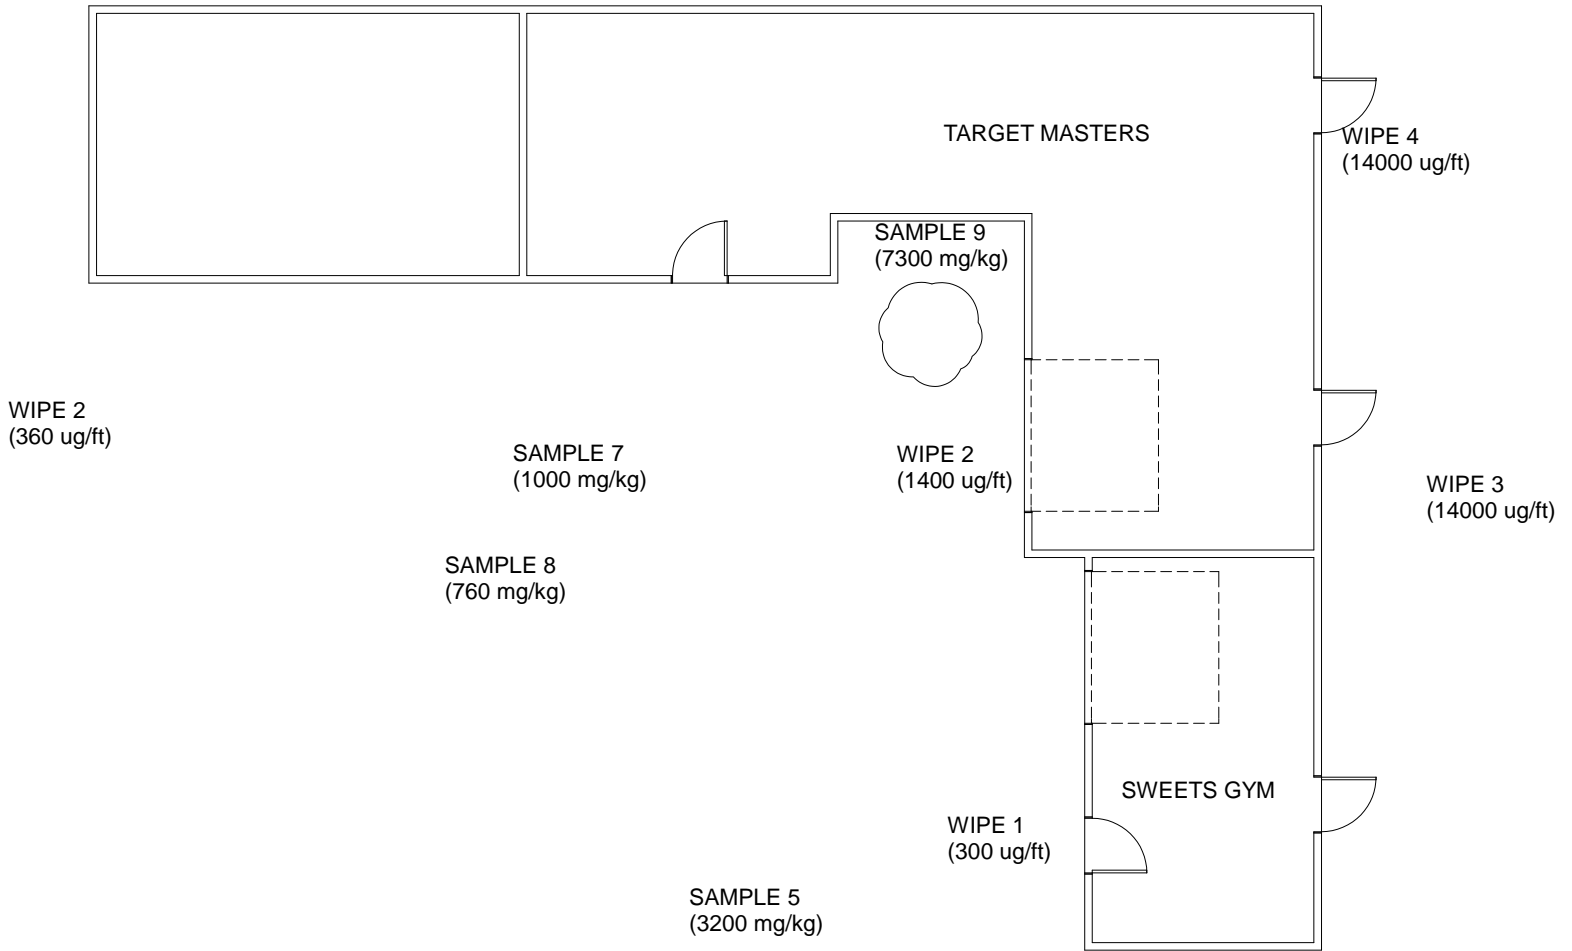 TARGET MASTERS
WIPE 4
(14000 ug/ft)
SAMPLE 9
(7300 mg/kg)
WIPE 2
(360 ug/ft)
SAMPLE 7
(1000 mg/kg)
WIPE 2
(1400 ug/ft)
WIPE 3
(14000 ug/ft)
SAMPLE 8
(760 mg/kg)
SWEETS GYM
WIPE 1
(300 ug/ft)
SAMPLE 5
(3200 mg/kg)